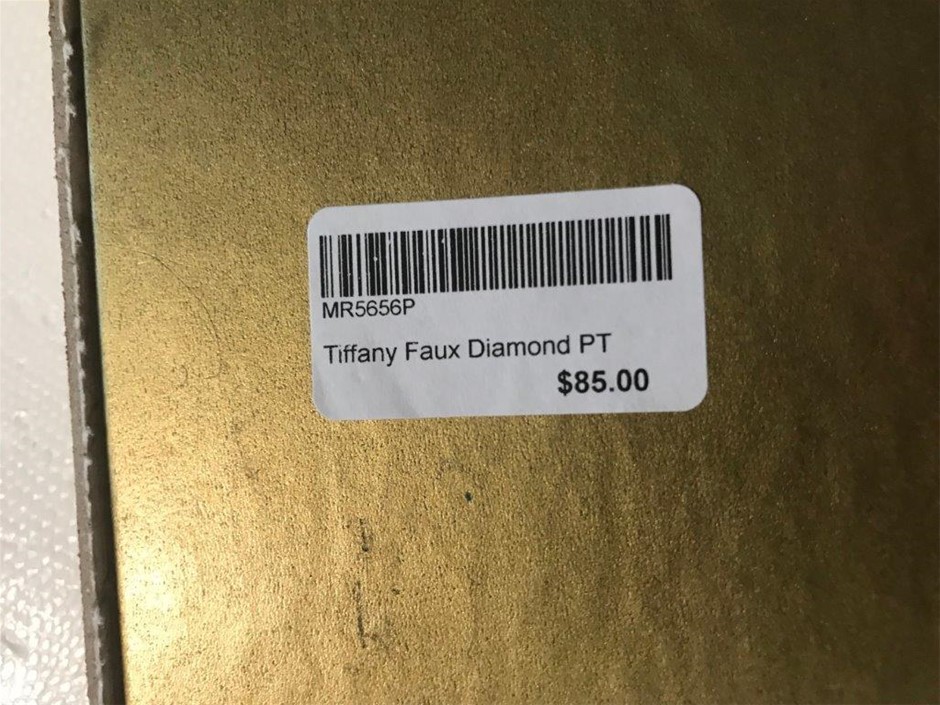 MR5656P
Tiffany Faux Diamond PT
$85.00